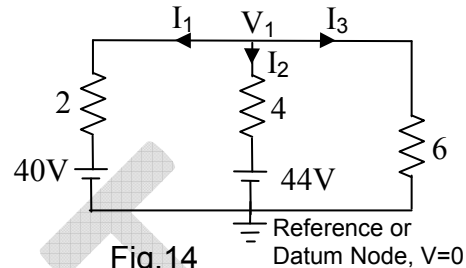 I1 V1 I3
I2
2 4 6
40V 44V
Reference or
Datum Node, V=0
Fig.14